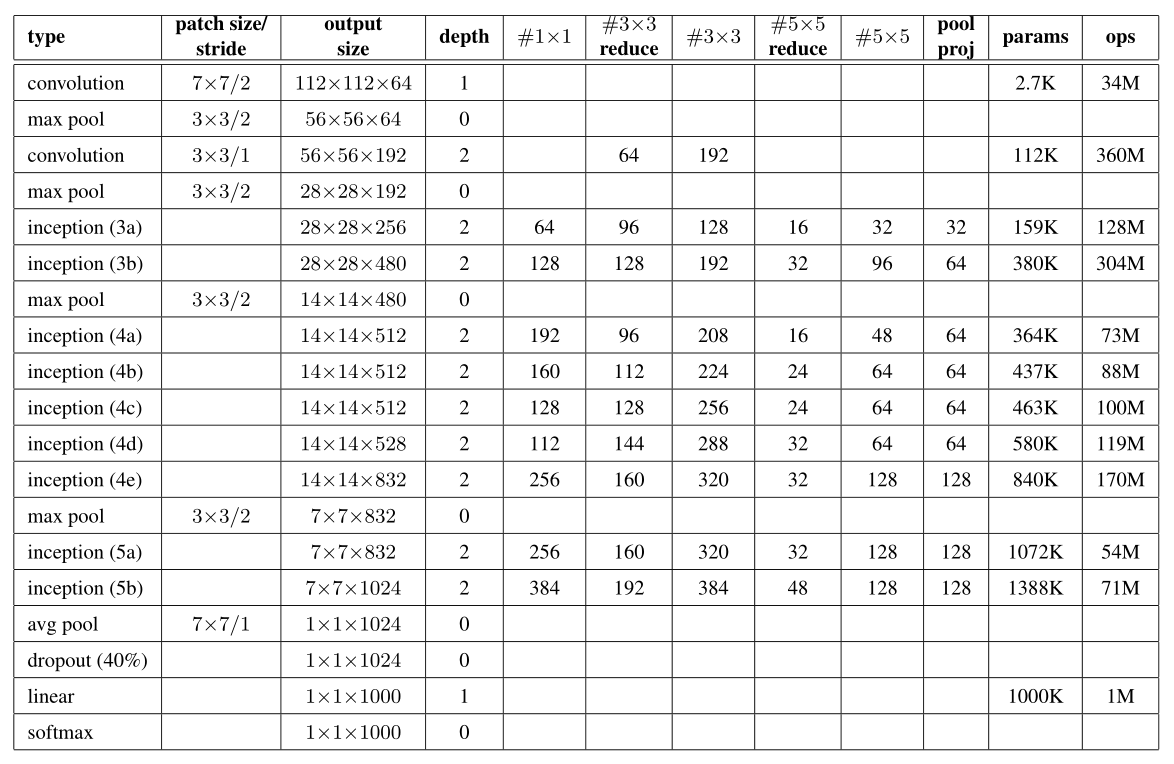 type patch size/ stride output size depth #1×1 #3×3 reduce #3×3 #5×5 reduce #5×5 pool proj params ops
convolution 7×7/2 112×112×64 1 2.7K 34M
max pool 3×3/2 56×56×64 0
convolution 3×3/1 56×56×192 2 64 192 112K 360M
max pool 3×3/2 28×28×192 0
inception (3a) 28×28×256 2 64 96 128 16 32 32 159K 128M
inception (3b) 28×28×480 2 128 128 192 32 96 64 380K 304M
max pool 3×3/2 14×14×480 0
inception (4a) 14×14×512 2 192 96 208 16 48 64 364K 73M
inception (4b) 14×14×512 2 160 112 224 24 64 64 437K 88M
inception (4c) 14×14×512 2 128 128 256 24 64 64 463K 100M
inception (4d) 14×14×528 2 112 144 288 32 64 64 580K 119M
inception (4e) 14×14×832 2 256 160 320 32 128 128 840K 170M
max pool 3×3/2 7×7×832 0
inception (5a) 7×7×832 2 256 160 320 32 128 128 1072K 54M
inception (5b) 7×7×1024 2 384 192 384 48 128 128 1388K 71M
avg pool 7×7/1 1×1×1024 0
dropout (40%) 1×1×1024 0
linear 1×1×1000 1 1000K 1M
softmax 1×1×1000 0